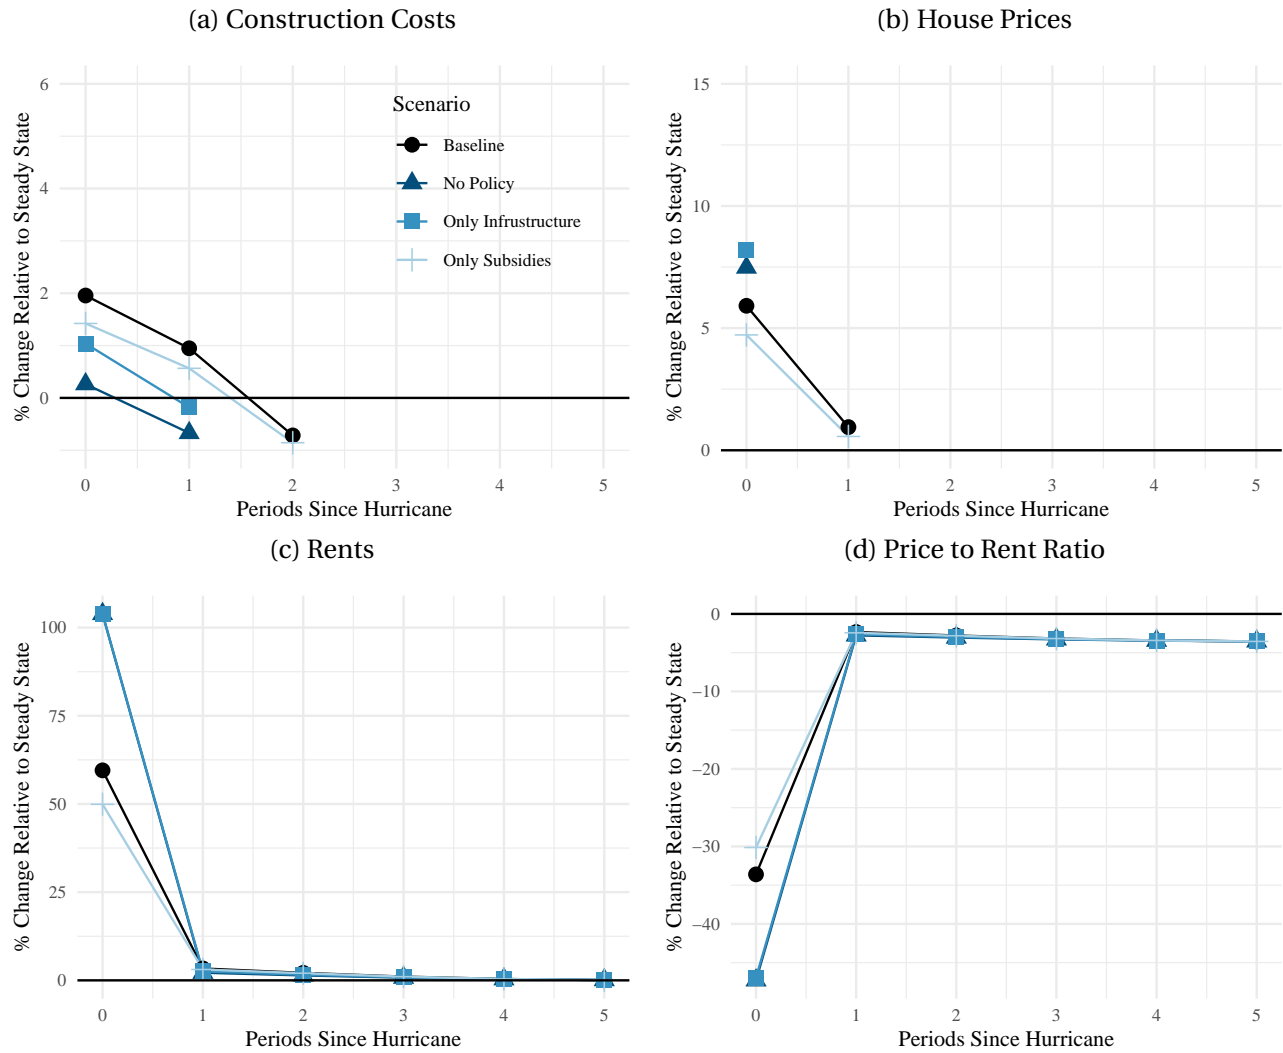 (a) Construction Costs
% Change Relative to Steady State
6
4
2
0
0 1 2 3 4 5
Periods Since Hurricane
Scenario
Baseline
No Policy
Only Infrustructure
Only Subsidies
(b) House Prices
% Change Relative to Steady State
15
10
5
0
0 1 2 3 4 5
Periods Since Hurricane
(c) Rents
% Change Relative to Steady State
100
75
50
25
0
0 1 2 3 4 5
Periods Since Hurricane
(d) Price to Rent Ratio
% Change Relative to Steady State
0
−10
−20
−30
−40
0 1 2 3 4 5
Periods Since Hurricane